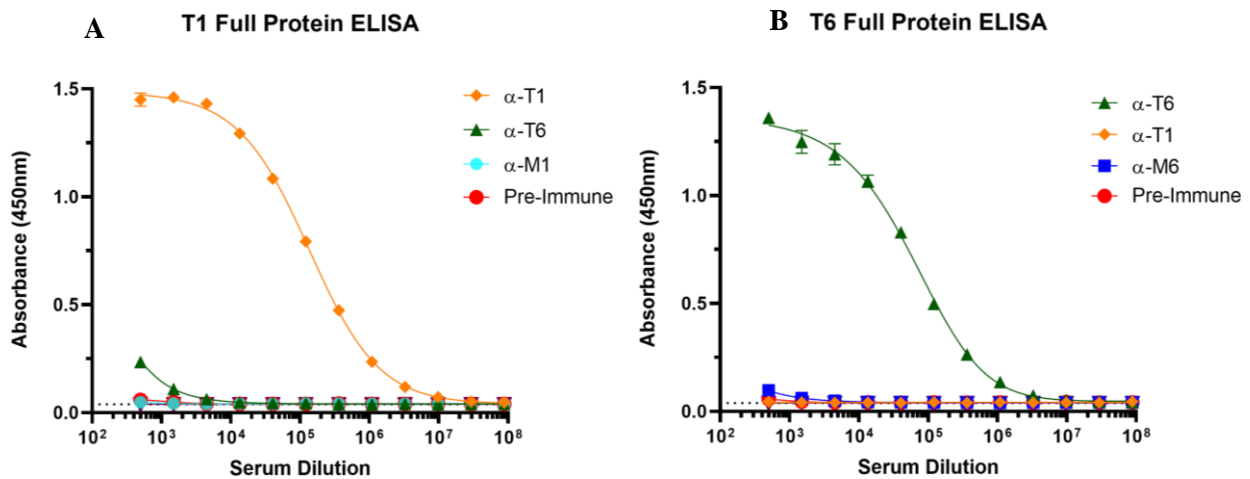 A
T1 Full Protein ELISA
Absorbance (450nm)
1.5
1.0
0.5
0.0
10²
10³
10⁴
10⁵
10⁶
10⁷
10⁸
Serum Dilution
α-T1
α-T6
α-M1
Pre-Immune
B
T6 Full Protein ELISA
Absorbance (450nm)
1.5
1.0
0.5
0.0
10²
10³
10⁴
10⁵
10⁶
10⁷
10⁸
Serum Dilution
α-T6
α-T1
α-M6
Pre-Immune